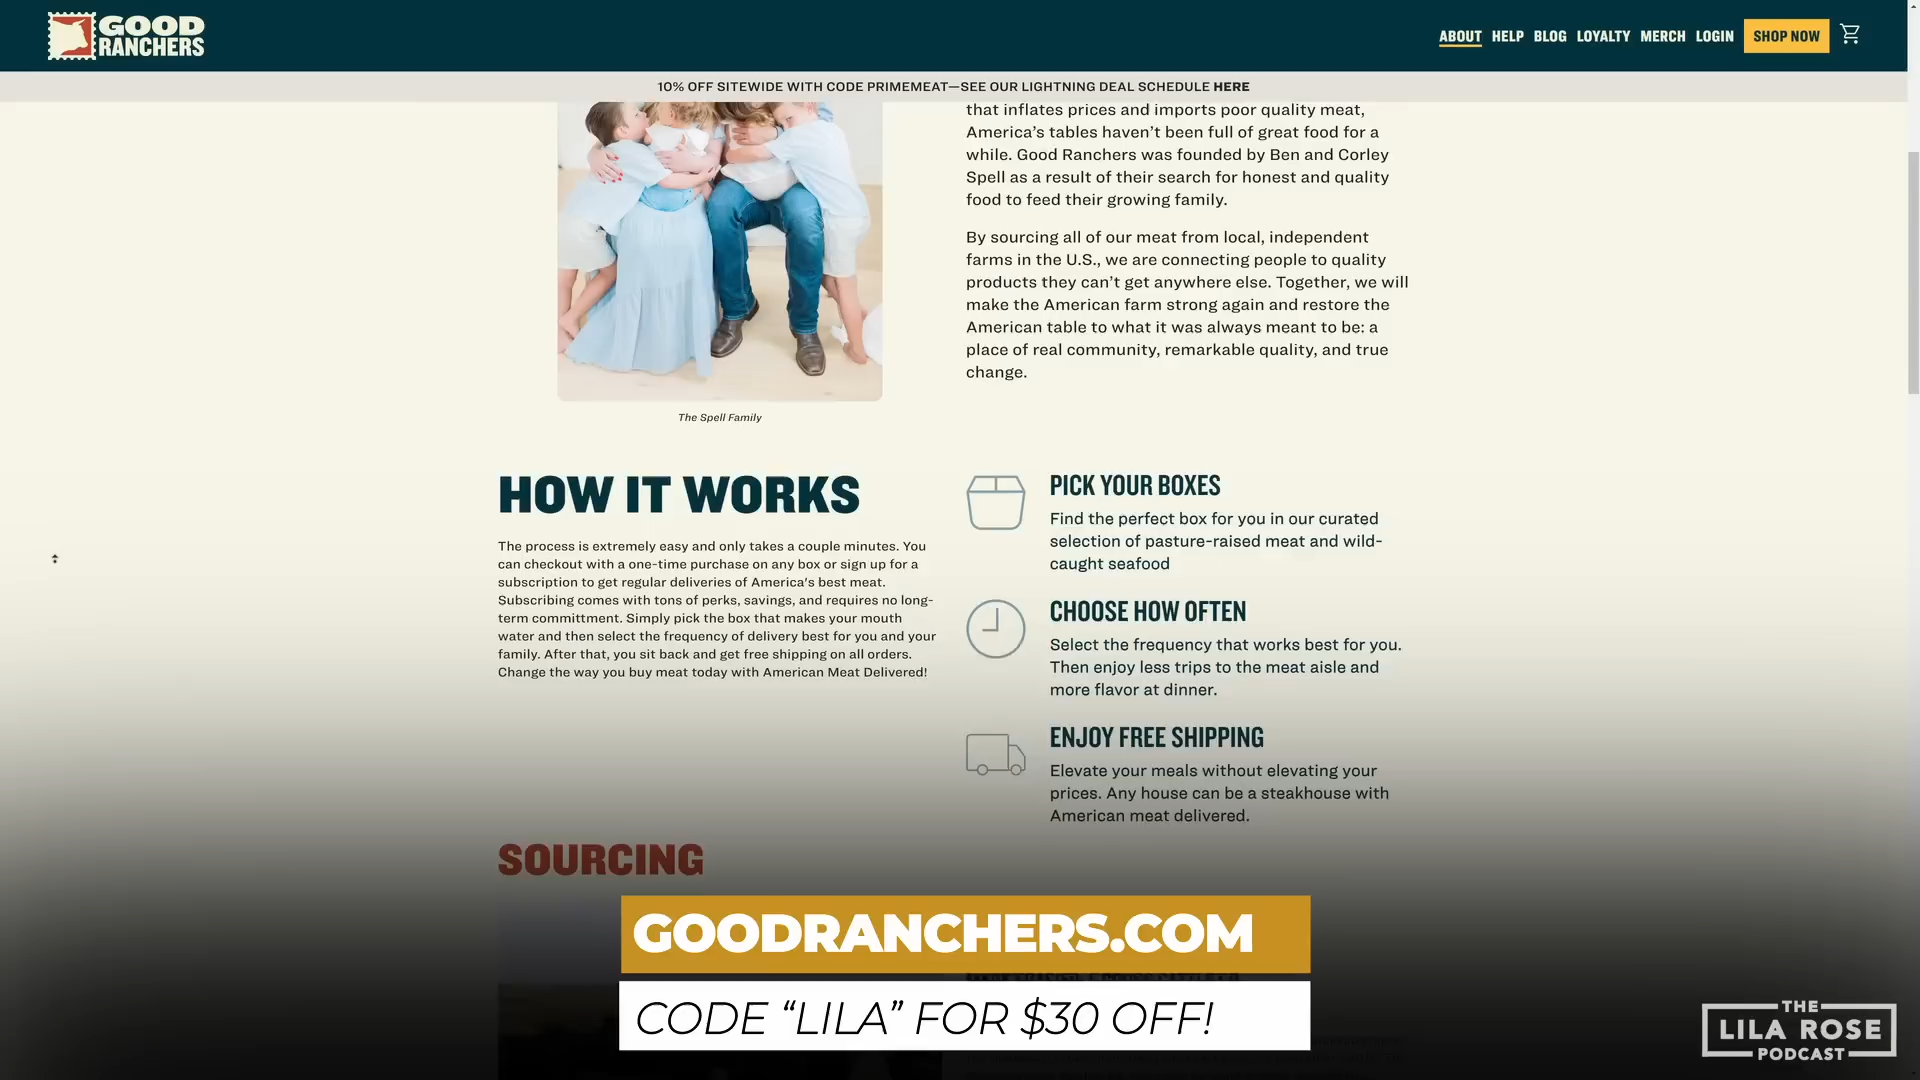 GOOD
RANCHERS
ABOUT HELP BLOG LOYALTY MERCH LOGIN SHOP NOW
10% OFF SITEWIDE WITH CODE PRIMEMEAT—SEE OUR LIGHTNING DEAL SCHEDULE HERE
that inflates prices and imports poor quality meat,
America's tables haven't been full of great food for a
while. Good Ranchers was founded by Ben and Corley
Spell as a result of their search for honest and quality
food to feed their growing family.
By sourcing all of our meat from local, independent
farms in the U.S., we are connecting people to quality
products they can't get anywhere else. Together, we will
make the American farm strong again and restore the
American table to what it was always meant to be: a
place of real community, remarkable quality, and true
change.
The Spell Family
HOW IT WORKS
The process is extremely easy and only takes a couple minutes. You
can checkout with a one-time purchase on any box or sign up for a
subscription to get regular deliveries of America's best meat.
Subscribing comes with tons of perks, savings, and requires no long-
term committment. Simply pick the box that makes your mouth
water and then select the frequency of delivery best for you and your
family. After that, you sit back and get free shipping on all orders.
Change the way you buy meat today with American Meat Delivered!
PICK YOUR BOXES
Find the perfect box for you in our curated
selection of pasture-raised meat and wild-
caught seafood
CHOOSE HOW OFTEN
Select the frequency that works best for you.
Then enjoy less trips to the meat aisle and
more flavor at dinner.
ENJOY FREE SHIPPING
Elevate your meals without elevating your
prices. Any house can be a steakhouse with
American meat delivered.
SOURCING
GOODRANCHERS.COM
CODE “LILA” FOR $30 OFF!
THE
LILA ROSE
PODCAST